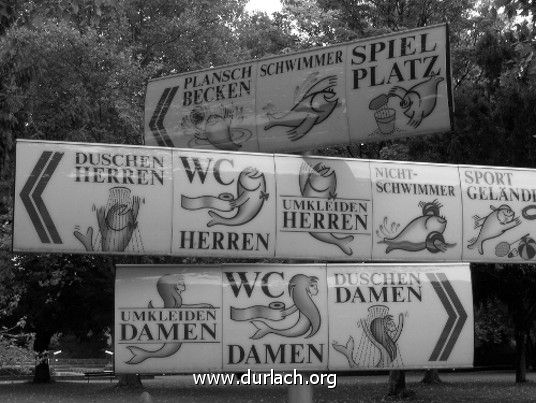 PLANSCH
BECKEN
SCHWIMMER
SPIEL
PLATZ
DUSCHEN
HERREN
WC
HERREN
UMKLEIDEN
HERREN
NICHT-
SCHWIMMER
SPORT
GELÄNDE
UMKLEIDEN
DAMEN
WC
DAMEN
DUSCHEN
DAMEN
www.durlach.org